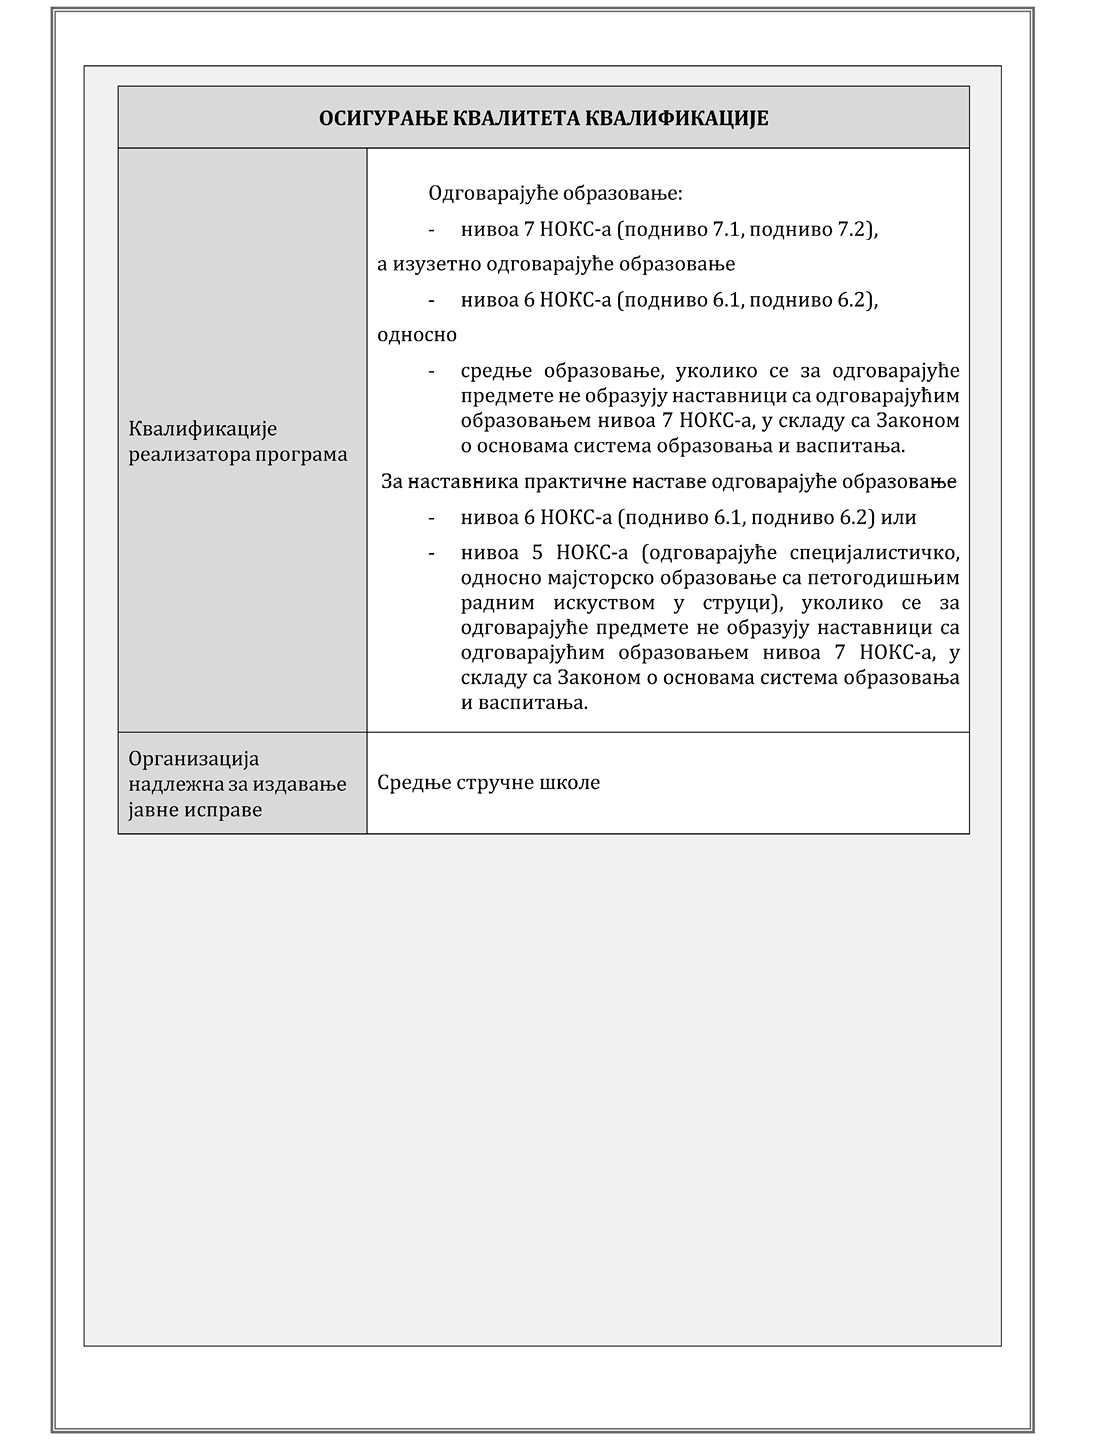 ОСИГУРАЊЕ КВАЛИТЕТА КВАЛИФИКАЦИЈЕ
Квалификације
реализатора програма
Одговарајуће образовање:
- нивоа 7 НОКС-а (подниво 7.1, подниво 7.2),
а изузетно одговарајуће образовање
- нивоа 6 НОКС-а (подниво 6.1, подниво 6.2),
односно
- средње образовање, уколико се за одговарајуће
предмете не образују наставници са одговарајућим
образовањем нивоа 7 НОКС-а, у складу са Законом
о основама система образовања и васпитања.
За наставника практичне наставе одговарајуће образовање
- нивоа 6 НОКС-а (подниво 6.1, подниво 6.2) или
- нивоа 5 НОКС-а (одговарајуће специјалистичко,
односно мајсторско образовање са петогодишњим
радним искуством у струци), уколико се за
одговарајуће предмете не образују наставници са
одговарајућим образовањем нивоа 7 НОКС-а, у
складу са Законом о основама система образовања
и васпитања.
Организација
надлежна за издавање
јавне исправе
Средње стручне школе